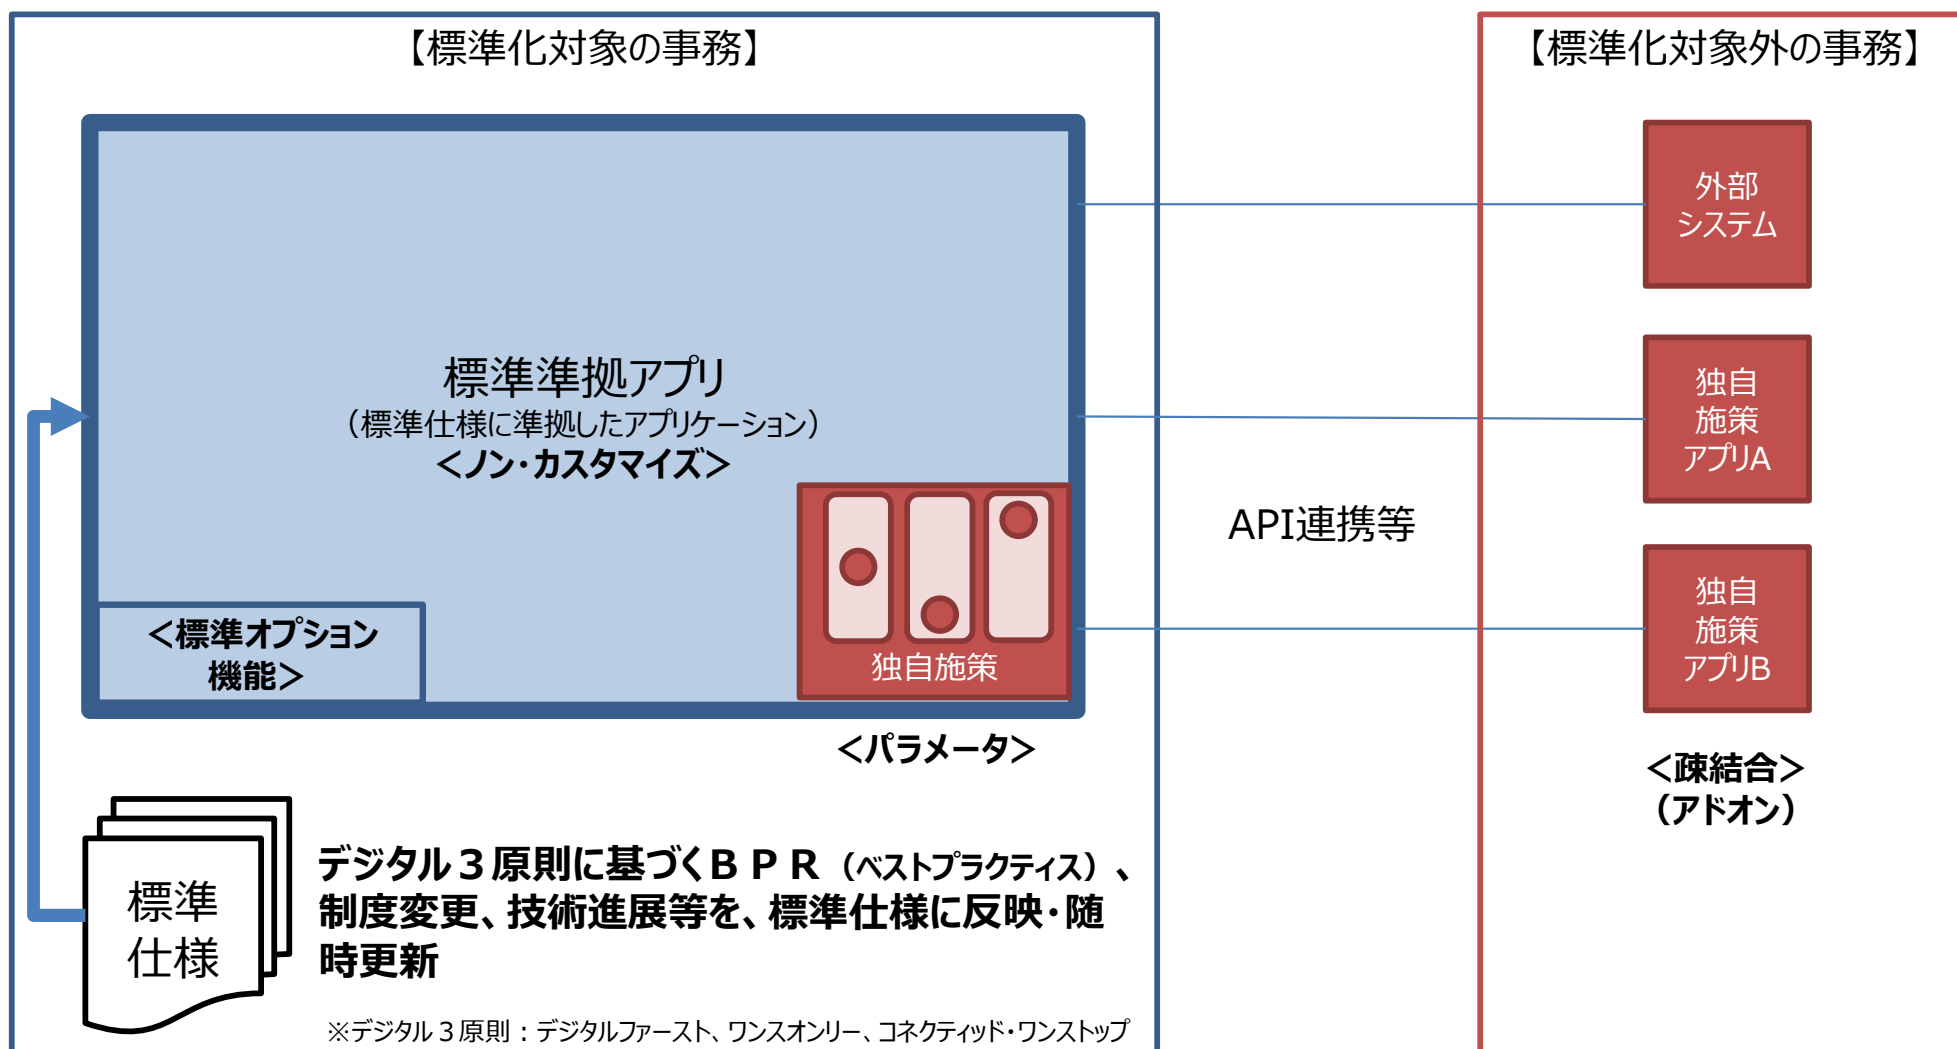 【標準化対象の事務】
【標準化対象外の事務】
標準準拠アプリ
（標準仕様に準拠したアプリケーション）
＜ノン・カスタマイズ＞
＜標準オプション
機能＞
独自施策
＜パラメータ＞
API連携等
外部
システム
独自
施策
アプリA
独自
施策
アプリB
＜疎結合＞
（アドオン）
標準
仕様
デジタル３原則に基づくＢＰＲ（ベストプラクティス）、
制度変更、技術進展等を、標準仕様に反映・随
時更新
※デジタル３原則：デジタルファースト、ワンスオンリー、コネクティッド・ワンストップ